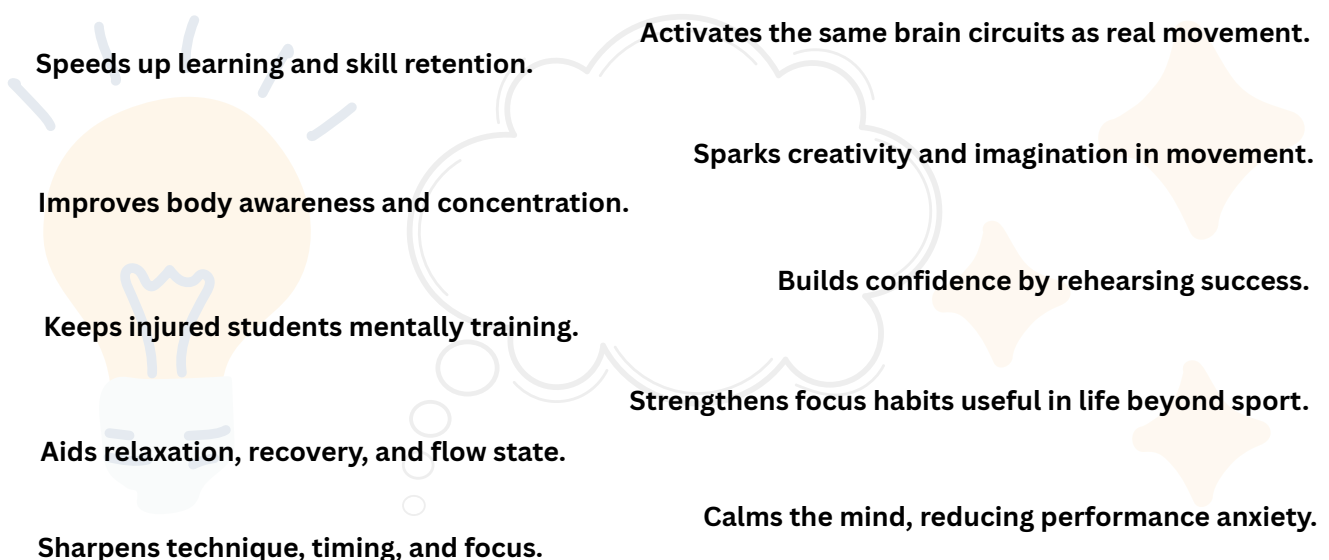 Activates the same brain circuits as real movement.
Speeds up learning and skill retention.
Sparks creativity and imagination in movement.
Improves body awareness and concentration.
Builds confidence by rehearsing success.
Keeps injured students mentally training.
Strengthens focus habits useful in life beyond sport.
Aids relaxation, recovery, and flow state.
Calms the mind, reducing performance anxiety.
Sharpens technique, timing, and focus.